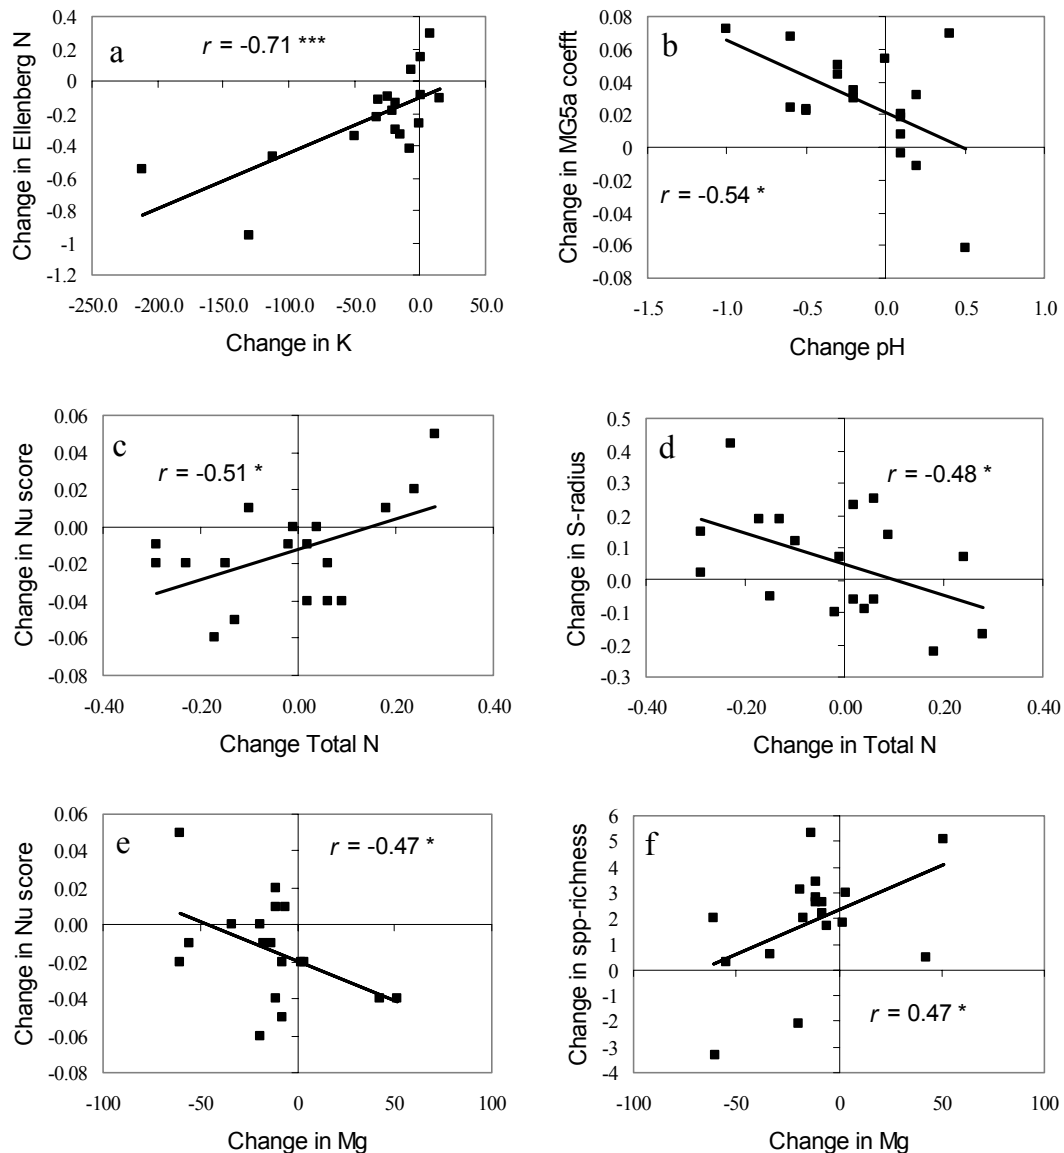 a
r = -0.71 ***
Change in Ellenberg N
0.4
0.2
0
-0.2
-0.4
-0.6
-0.8
-1
-1.2
-250.0 -200.0 -150.0 -100.0 -50.0 0.0 50.0
Change in K
b
r = -0.54 *
Change in MG5a coefft
0.08
0.06
0.04
0.02
0
-0.02
-0.04
-0.06
-0.08
-1.5 -1.0 -0.5 0.0 0.5 1.0
Change pH
c
r = -0.51 *
Change in Nu score
0.06
0.04
0.02
0.00
-0.02
-0.04
-0.06
-0.08
-0.40 -0.20 0.00 0.20 0.40
Change Total N
d
r = -0.48 *
Change in S-radius
0.5
0.4
0.3
0.2
0.1
0.0
-0.1
-0.2
-0.3
-0.40 -0.20 0.00 0.20 0.40
Change in Total N
e
r = -0.47 *
Change in Nu score
0.06
0.04
0.02
0.00
-0.02
-0.04
-0.06
-0.08
-100 -50 0 50 100
Change in Mg
f
r = 0.47 *
Change in spp-richness
6
5
4
3
2
1
0
-1
-2
-3
-4
-100 -50 0 50 100
Change in Mg